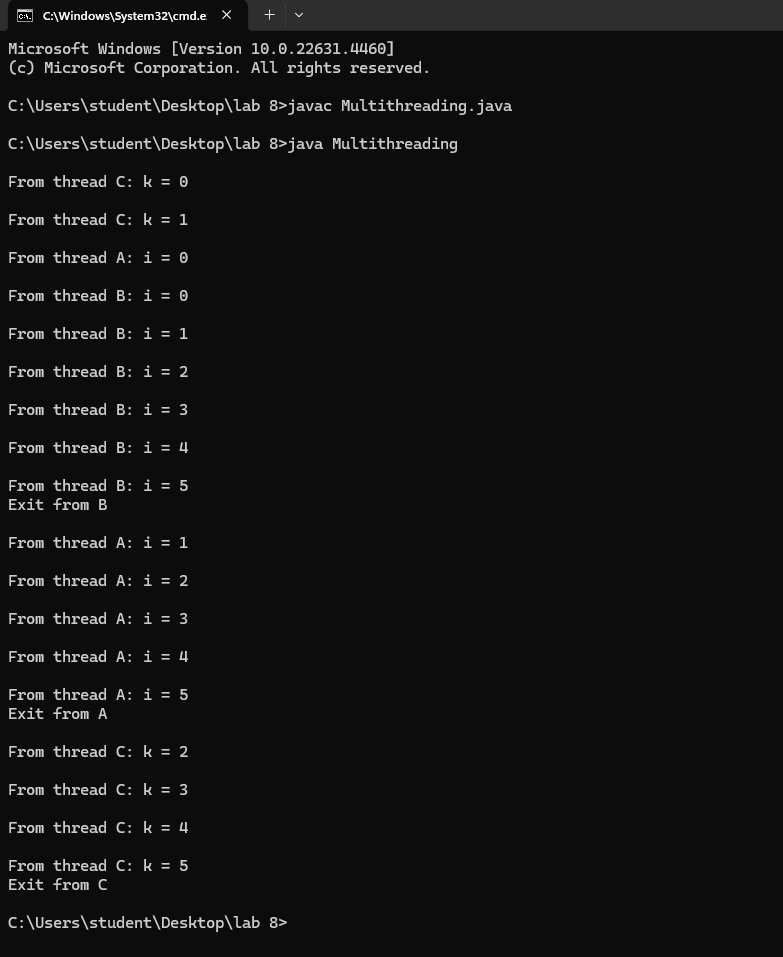 C:\Windows\System32\cmd.e
Microsoft Windows [Version 10.0.22631.4460]
(c) Microsoft Corporation. All rights reserved.
C:\Users\student\Desktop\lab 8>javac Multithreading.java
C:\Users\student\Desktop\lab 8>java Multithreading
From thread C: k = 0
From thread C: k = 1
From thread A: i = 0
From thread B: i = 0
From thread B: i = 1
From thread B: i = 2
From thread B: i = 3
From thread B: i = 4
From thread B: i = 5
Exit from B
From thread A: i = 1
From thread A: i = 2
From thread A: i = 3
From thread A: i = 4
From thread A: i = 5
Exit from A
From thread C: k = 2
From thread C: k = 3
From thread C: k = 4
From thread C: k = 5
Exit from C
C:\Users\student\Desktop\lab 8>